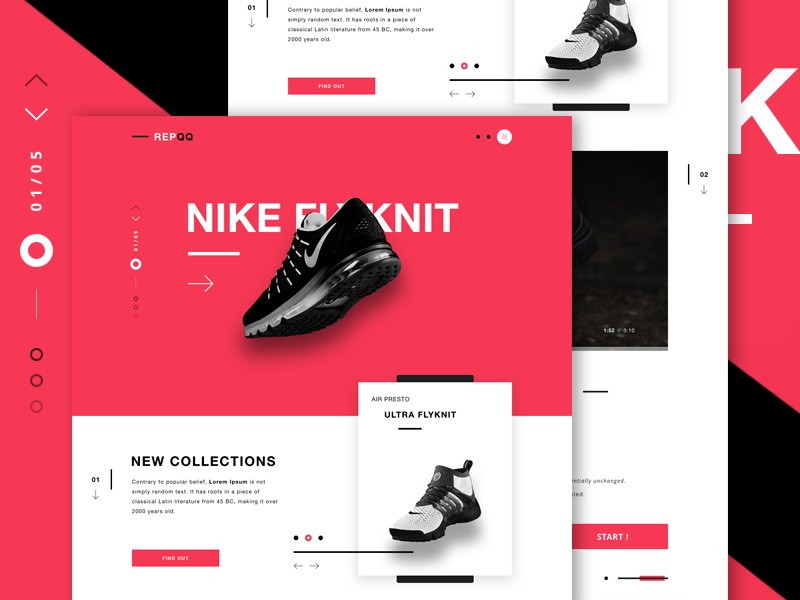 01
Contrary to popular belief, Lorem Ipsum is not
simply random text. It has roots in a piece of
classical Latin literature from 45 BC, making it over
2000 years old.
FIND OUT
01/05
K
02
REPQQ
01/05
NIKE FLYKNIT
1:52 / 3:10
AIR PRESTO
ULTRA FLYKNIT
NEW COLLECTIONS
01
Contrary to popular belief, Lorem Ipsum is not
simply random text. It has roots in a piece of
classical Latin literature from 45 BC, making it over
2000 years old.
FIND OUT
unchanged.
START !